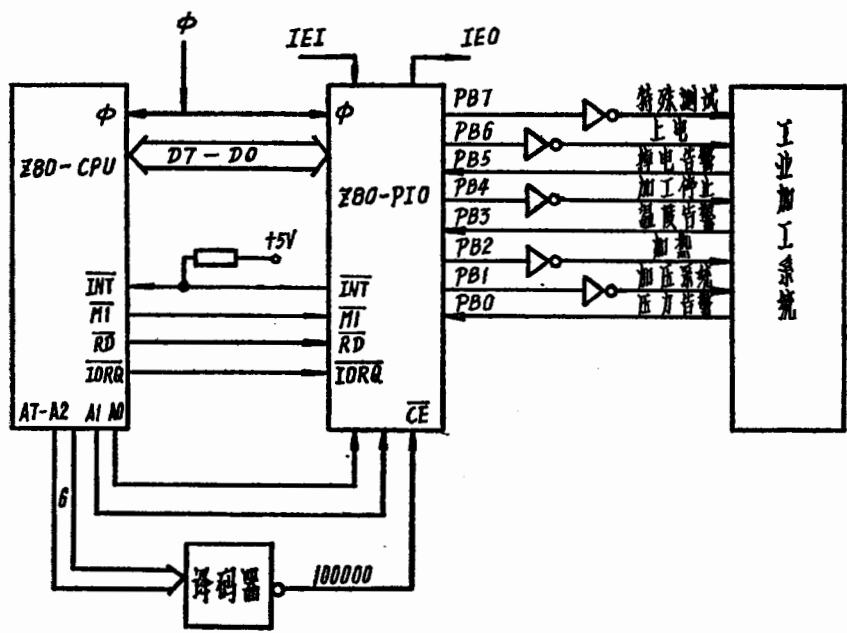 Φ
IEI
IEO
Φ
Φ
Z80-CPU
D7-D0
Z80-PIO
+5V
INT
INT
M1
M1
RD
RD
IORQ
IORQ
A7-A2
A1
A0
CE
6
译码器
100000
PB7
特殊测试
PB6
上电
PB5
掉电告警
PB4
加工停止
PB3
温度告警
PB2
加热
PB1
加压系统
PB0
压力告警
工业加工系统